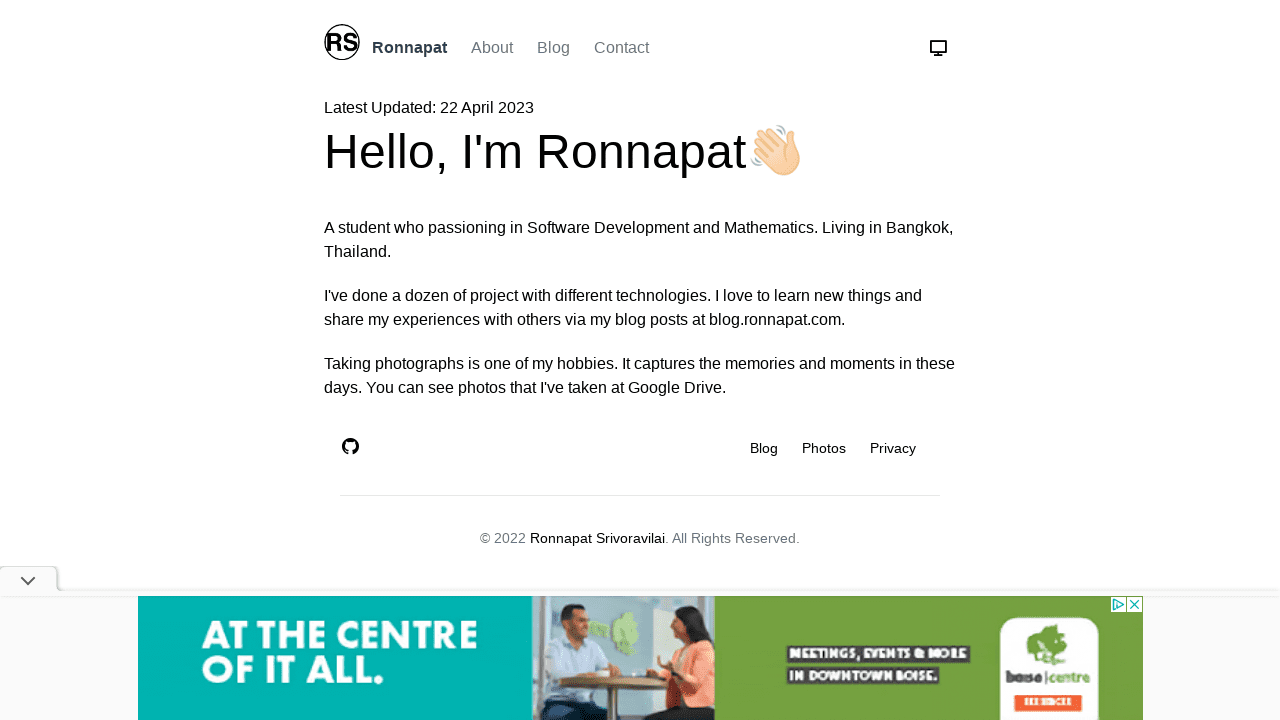 RS
Ronnapat About Blog Contact
Latest Updated: 22 April 2023
Hello, I'm Ronnapat👋🏻
A student who passioning in Software Development and Mathematics. Living in Bangkok,
Thailand.
I've done a dozen of project with different technologies. I love to learn new things and
share my experiences with others via my blog posts at blog.ronnapat.com.
Taking photographs is one of my hobbies. It captures the memories and moments in these
days. You can see photos that I've taken at Google Drive.
Blog Photos Privacy
© 2022 Ronnapat Srivoravilai. All Rights Reserved.
AT THE CENTRE
OF IT ALL.
MEETINGS, EVENTS & MORE
IN DOWNTOWN BOISE.
boise centre